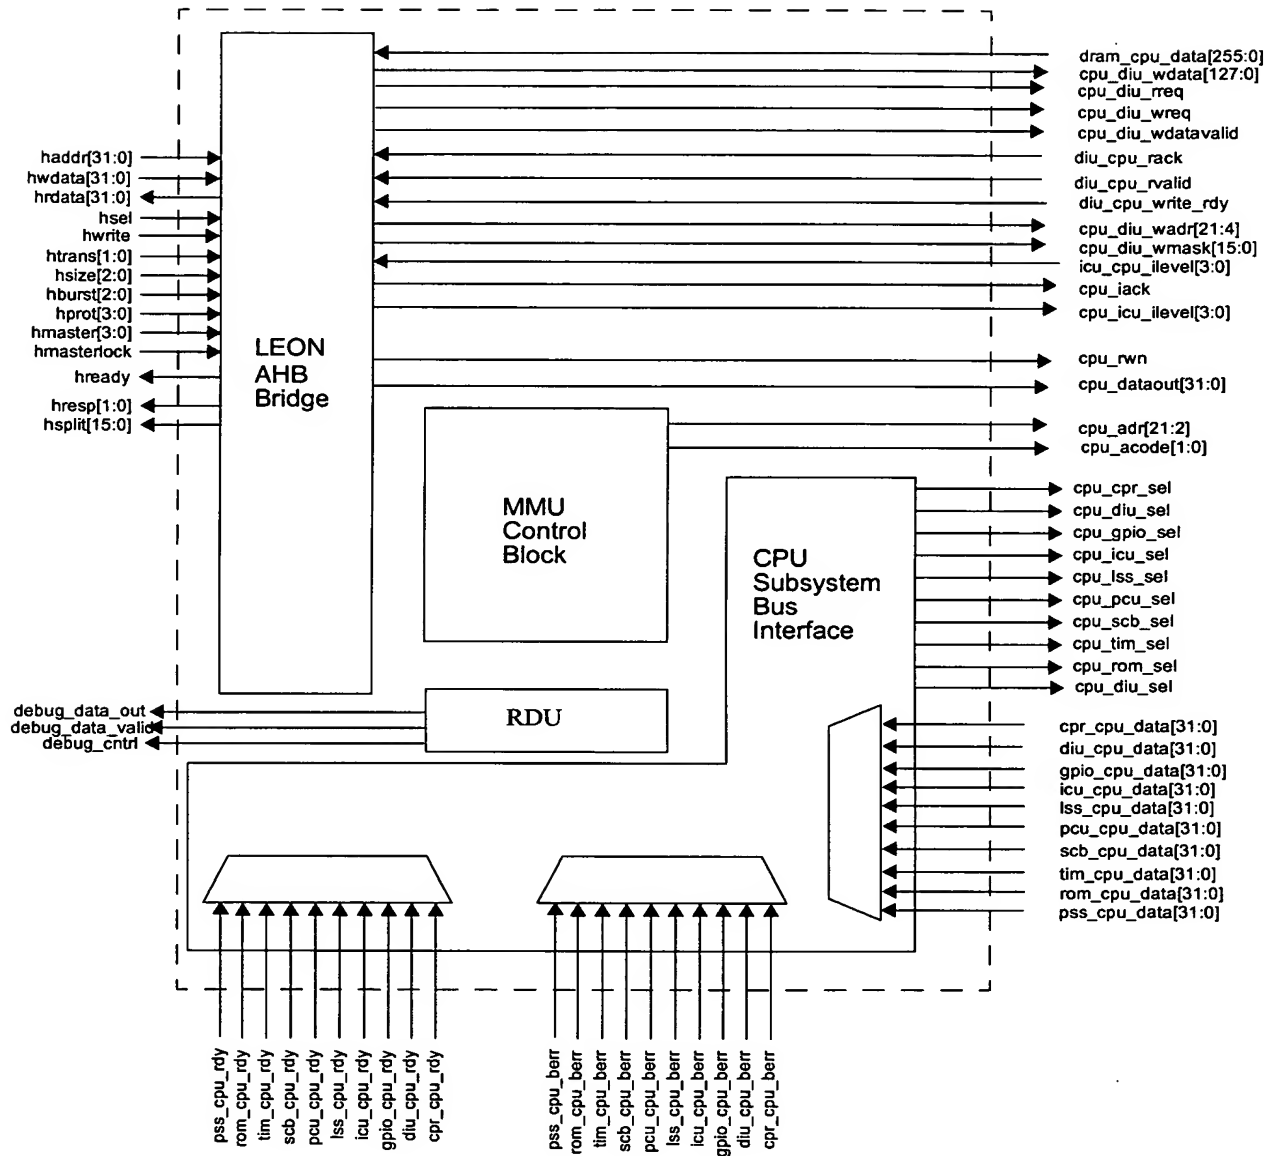 dram_cpu_data[255:0]
cpu_diu_wdata[127:0]
cpu_diu_rreq
cpu_diu_wreq
cpu_diu_wdatavalid
diu_cpu_rack
diu_cpu_rvalid
diu_cpu_write_rdy
cpu_diu_wadr[21:4]
cpu_diu_wmask[15:0]
icu_cpu_ilevel[3:0]
cpu_iack
cpu_icu_ilevel[3:0]
cpu_rwn
cpu_dataout[31:0]
cpu_adr[21:2]
cpu_acode[1:0]
haddr[31:0]
hwdata[31:0]
hrdata[31:0]
hsel
hwrite
htrans[1:0]
hsize[2:0]
hburst[2:0]
hprot[3:0]
hmaster[3:0]
hmasterlock
hready
hresp[1:0]
hsplit[15:0]
LEON
AHB
Bridge
MMU
Control
Block
CPU
Subsystem
Bus
Interface
cpu_cpr_sel
cpu_diu_sel
cpu_gpio_sel
cpu_icu_sel
cpu_lss_sel
cpu_pcu_sel
cpu_scb_sel
cpu_tim_sel
cpu_rom_sel
cpu_diu_sel
RDU
debug_data_out
debug_data_valid
debug_cntrl
cpr_cpu_data[31:0]
diu_cpu_data[31:0]
gpio_cpu_data[31:0]
icu_cpu_data[31:0]
lss_cpu_data[31:0]
pcu_cpu_data[31:0]
scb_cpu_data[31:0]
tim_cpu_data[31:0]
rom_cpu_data[31:0]
pss_cpu_data[31:0]
pss_cpu_rdy
rom_cpu_rdy
tim_cpu_rdy
scb_cpu_rdy
pcu_cpu_rdy
lss_cpu_rdy
icu_cpu_rdy
gpio_cpu_rdy
diu_cpu_rdy
cpr_cpu_rdy
pss_cpu_berr
rom_cpu_berr
tim_cpu_berr
scb_cpu_berr
pcu_cpu_berr
lss_cpu_berr
icu_cpu_berr
gpio_cpu_berr
diu_cpu_berr
cpr_cpu_berr